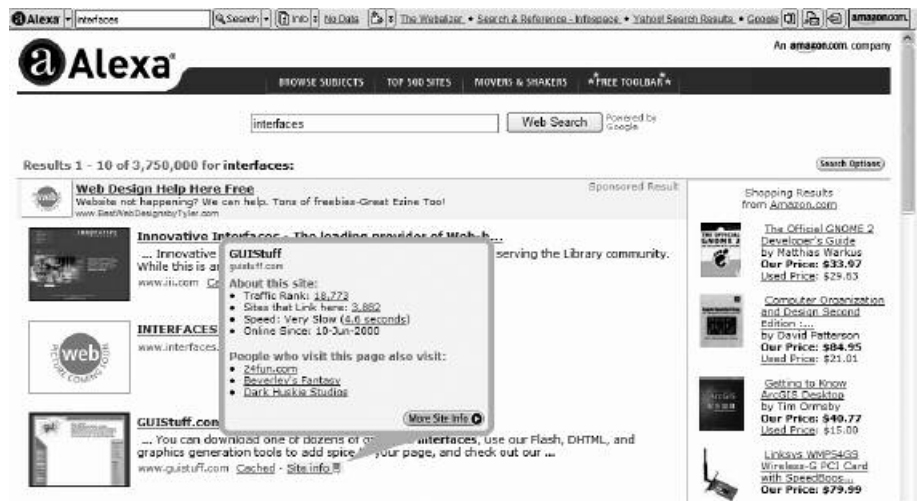 Alexa interfaces Search Info No Data The Webalizer • Search & Reference - Infospace • Yahoo! Search Results • Google amazon.com
a Alexa®
An amazon.com company
BROWSE SUBJECTS TOP 500 SITES MOVERS & SHAKERS *FREE TOOLBAR*
interfaces Web Search Powered by Google
Results 1 - 10 of 3,750,000 for interfaces: Search Options
Web Design Help Here Free Sponsored Result
Website not happening? We can help. Tons of freebies-Great Ezine Too!
www.BestWebDesignsbyTyler.com
Innovative Interfaces - The leading provider of Web-b...
... Innovative serving the Library community.
While this is ar
www.iii.com Ca
INTERFACES
www.interfaces.
web
PICTURE COMING SOON
GUIStuff
guistuff.com
About this site:
• Traffic Rank: 18,773
• Sites that Link here: 3,882
• Speed: Very Slow (4.6 seconds)
• Online Since: 10-Jun-2000
People who visit this page also visit:
• 24fun.com
• Beverley's Fantasy
• Dark Huskie Studios
More Site Info
GUIStuff.con
... You can download one of dozens of interfaces, use our Flash, DHTML, and
graphics generation tools to add spice to your page, and check out our ...
www.guistuff.com Cached - Site info
Shopping Results
from Amazon.com
The Official GNOME 2
Developer's Guide
by Matthias Warkus
Our Price: $33.97
Used Price: $29.63
Computer Organization
and Design Second
Edition :...
by David Patterson
Our Price: $84.95
Used Price: $21.01
Getting to Know
ArcGIS Desktop
by Tim Ormsby
Our Price: $40.77
Used Price: $15.00
Linksys WMP54GS
Wireless-G PCI Card
with SpeedBoos...
Our Price: $79.99